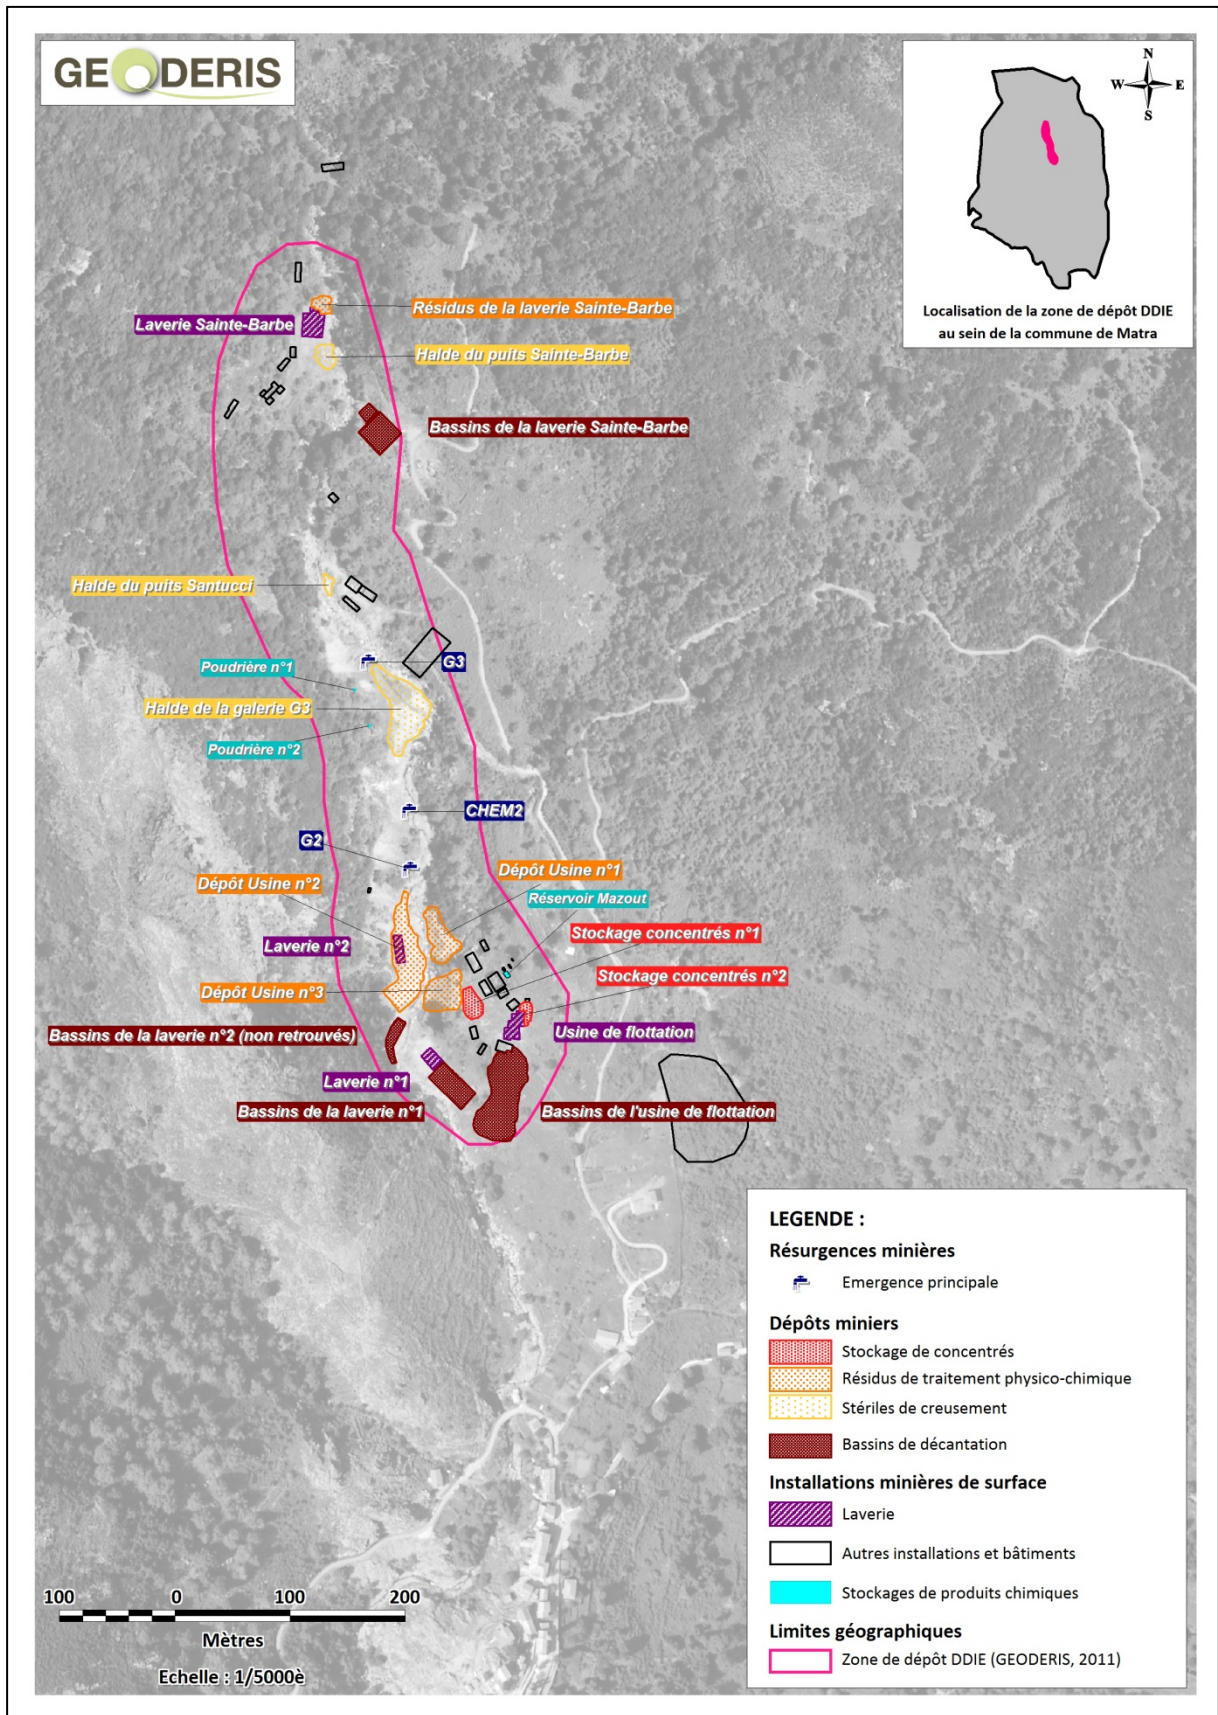 GEODERIS
N
W E
S
Localisation de la zone de dépôt DDIE
au sein de la commune de Matra
Résidus de la laverie Sainte-Barbe
Laverie Sainte-Barbe
Halde du puits Sainte-Barbe
Bassins de la laverie Sainte-Barbe
Halde du puits Santucci
G3
Poudrière n°1
Halde de la galerie G3
Poudrière n°2
CHEM2
G2
Dépôt Usine n°1
Dépôt Usine n°2
Réservoir Mazout
Stockage concentrés n°1
Laverie n°2
Stockage concentrés n°2
Dépôt Usine n°3
Bassins de la laverie n°2 (non retrouvés)
Usine de flottation
Laverie n°1
Bassins de la laverie n°1
Bassins de l'usine de flottation
LEGENDE :
Résurgences minières
Emergence principale
Dépôts miniers
Stockage de concentrés
Résidus de traitement physico-chimique
Stériles de creusement
Bassins de décantation
Installations minières de surface
Laverie
Autres installations et bâtiments
Stockages de produits chimiques
Limites géographiques
Zone de dépôt DDIE (GEODERIS, 2011)
100 0 100 200
Mètres
Echelle : 1/5000è